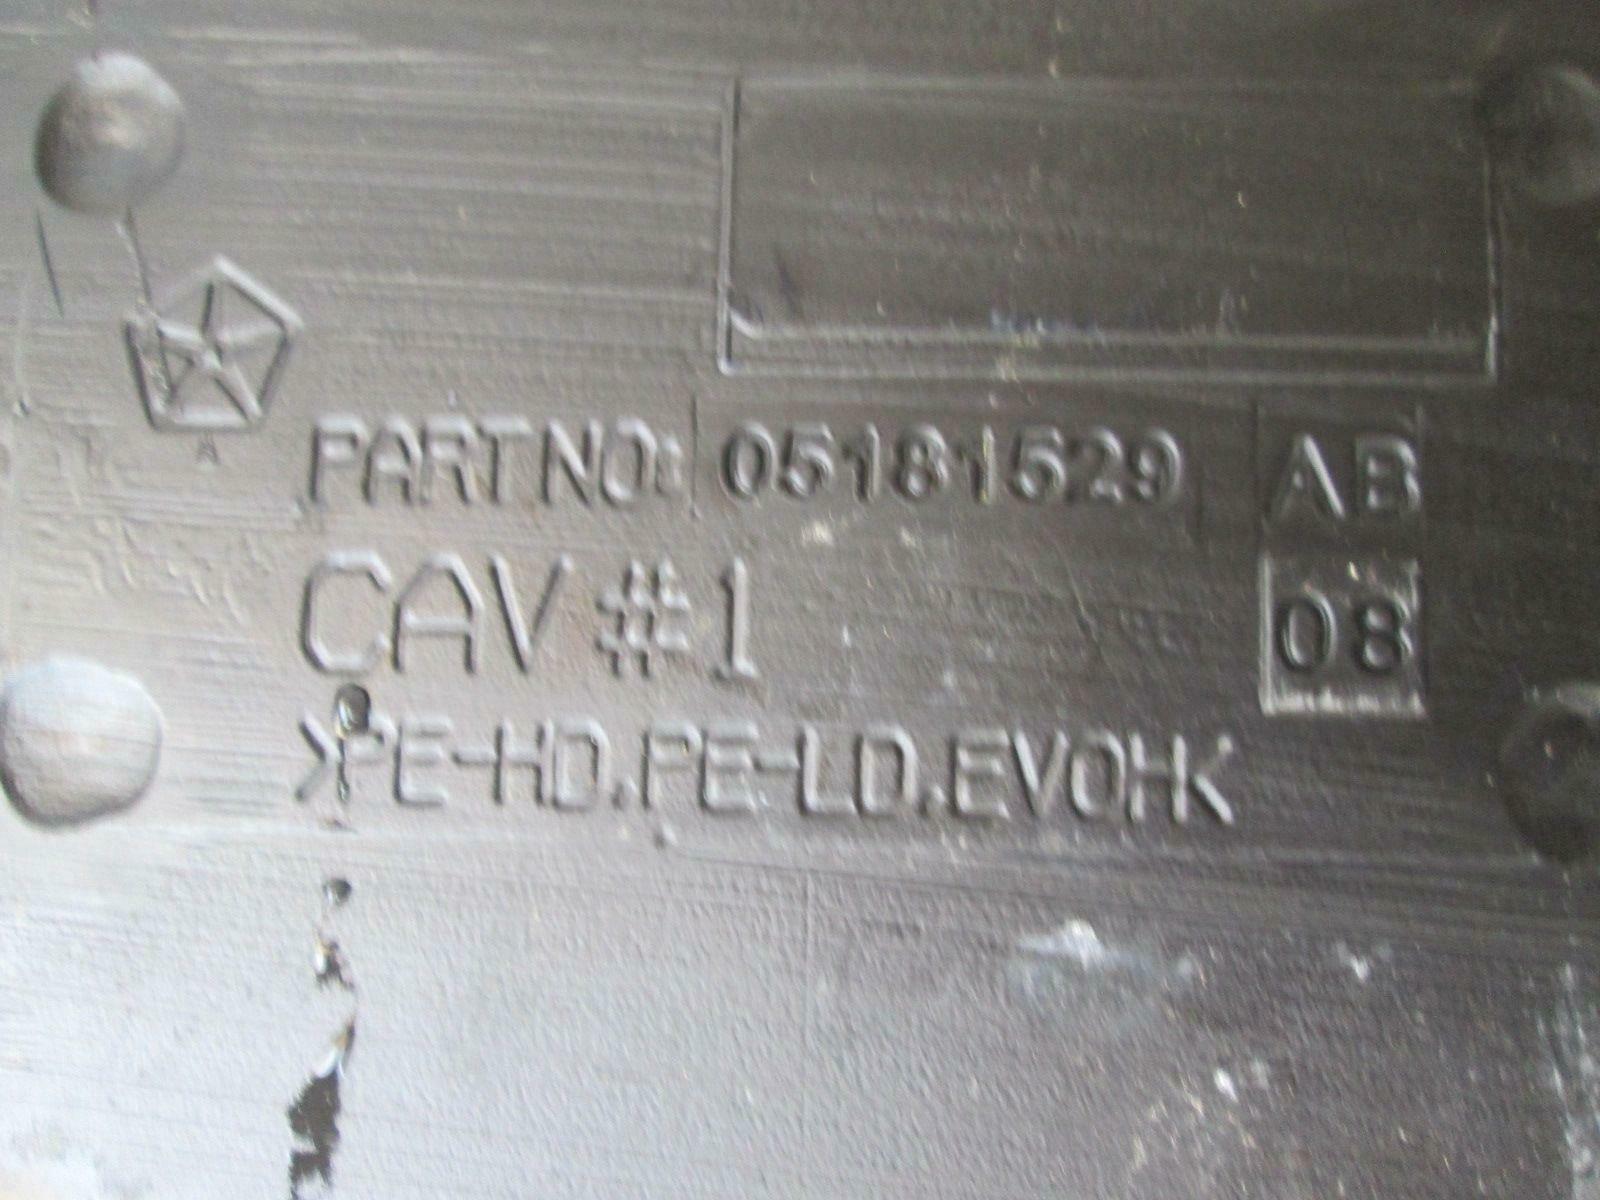 PART NO: 05181529 AB
CAV #1 08
>PE-HD.PE-LD.EVOH<